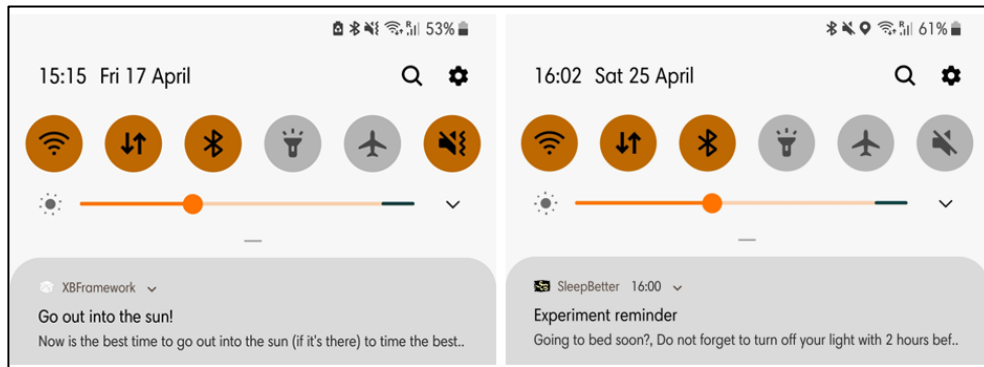 53%
15:15 Fri 17 April
XBFramework
Go out into the sun!
Now is the best time to go out into the sun (if it's there) to time the best..
R 61%
16:02 Sat 25 April
SleepBetter 16:00
Experiment reminder
Going to bed soon?, Do not forget to turn off your light with 2 hours bef..